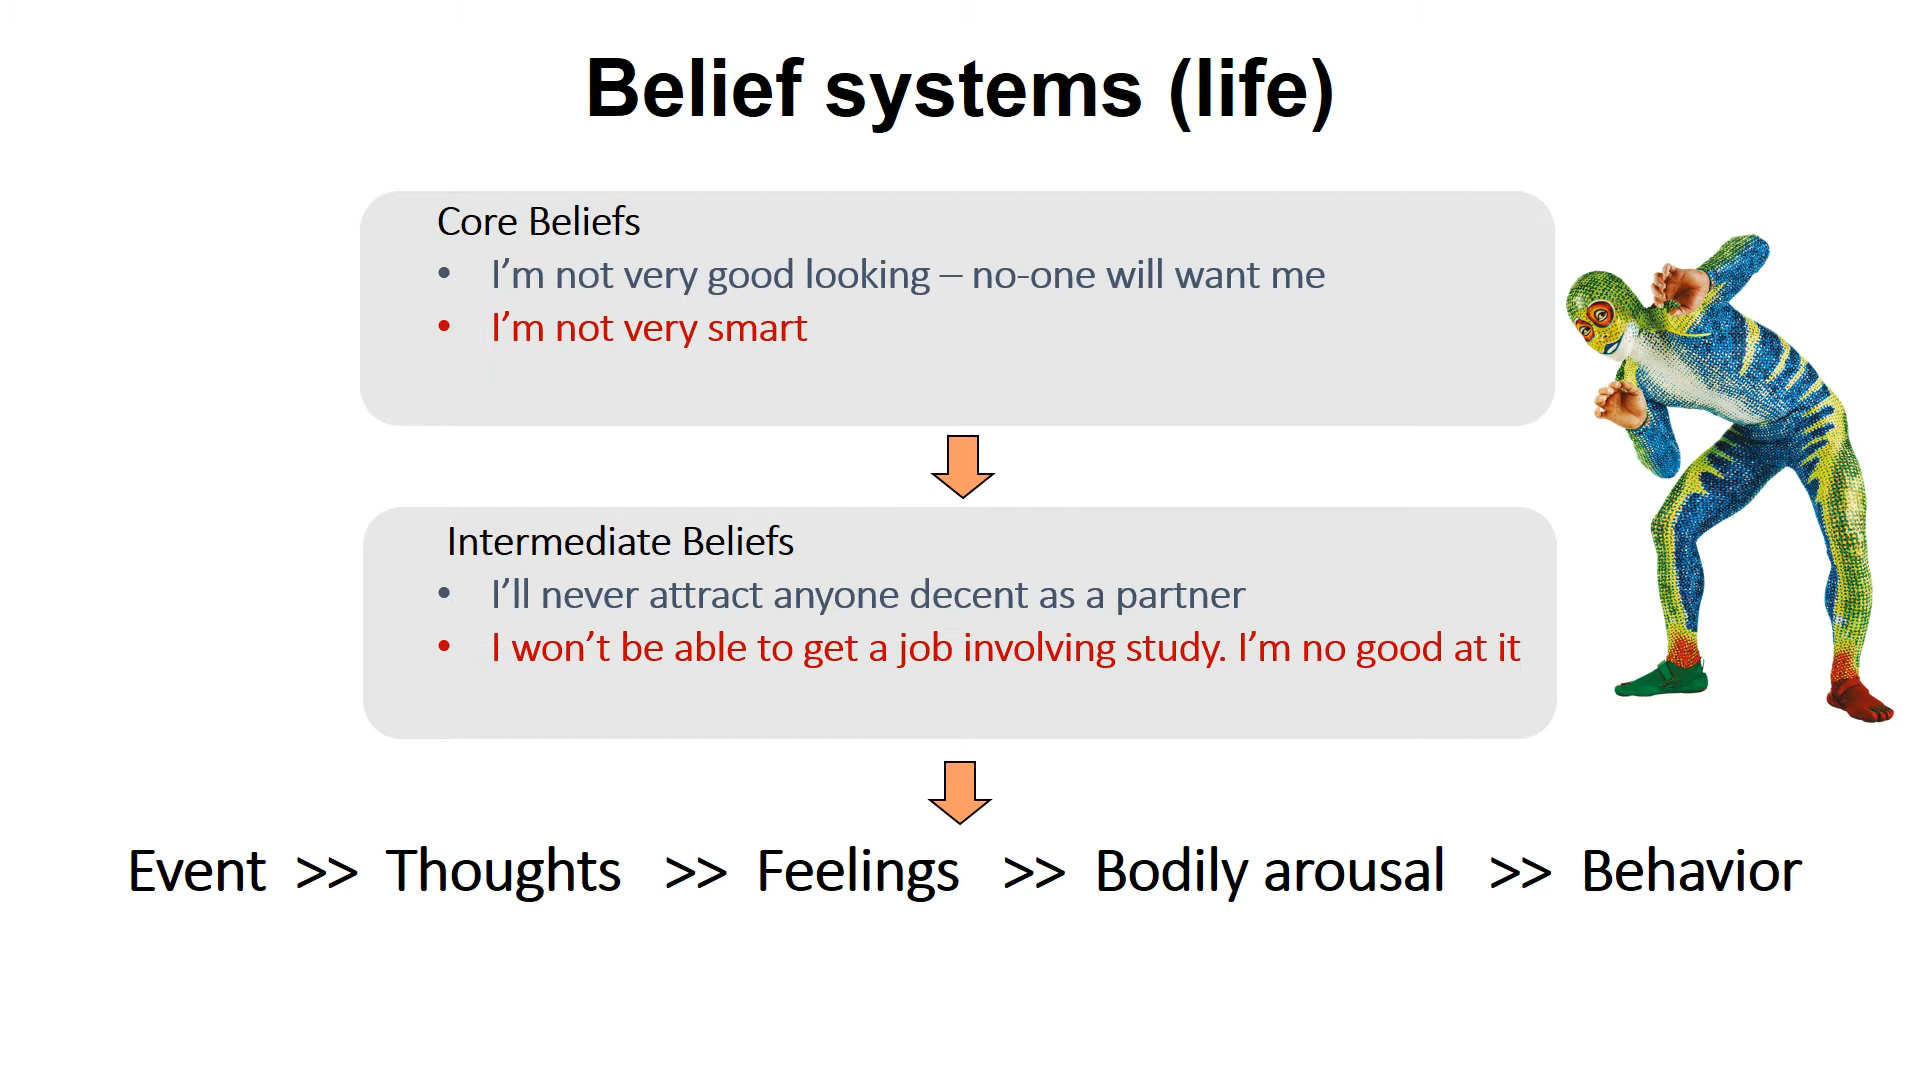 Belief systems (life)
Core Beliefs
• I’m not very good looking – no-one will want me
• I’m not very smart
Intermediate Beliefs
• I’ll never attract anyone decent as a partner
• I won’t be able to get a job involving study. I’m no good at it
Event >> Thoughts >> Feelings >> Bodily arousal >> Behavior